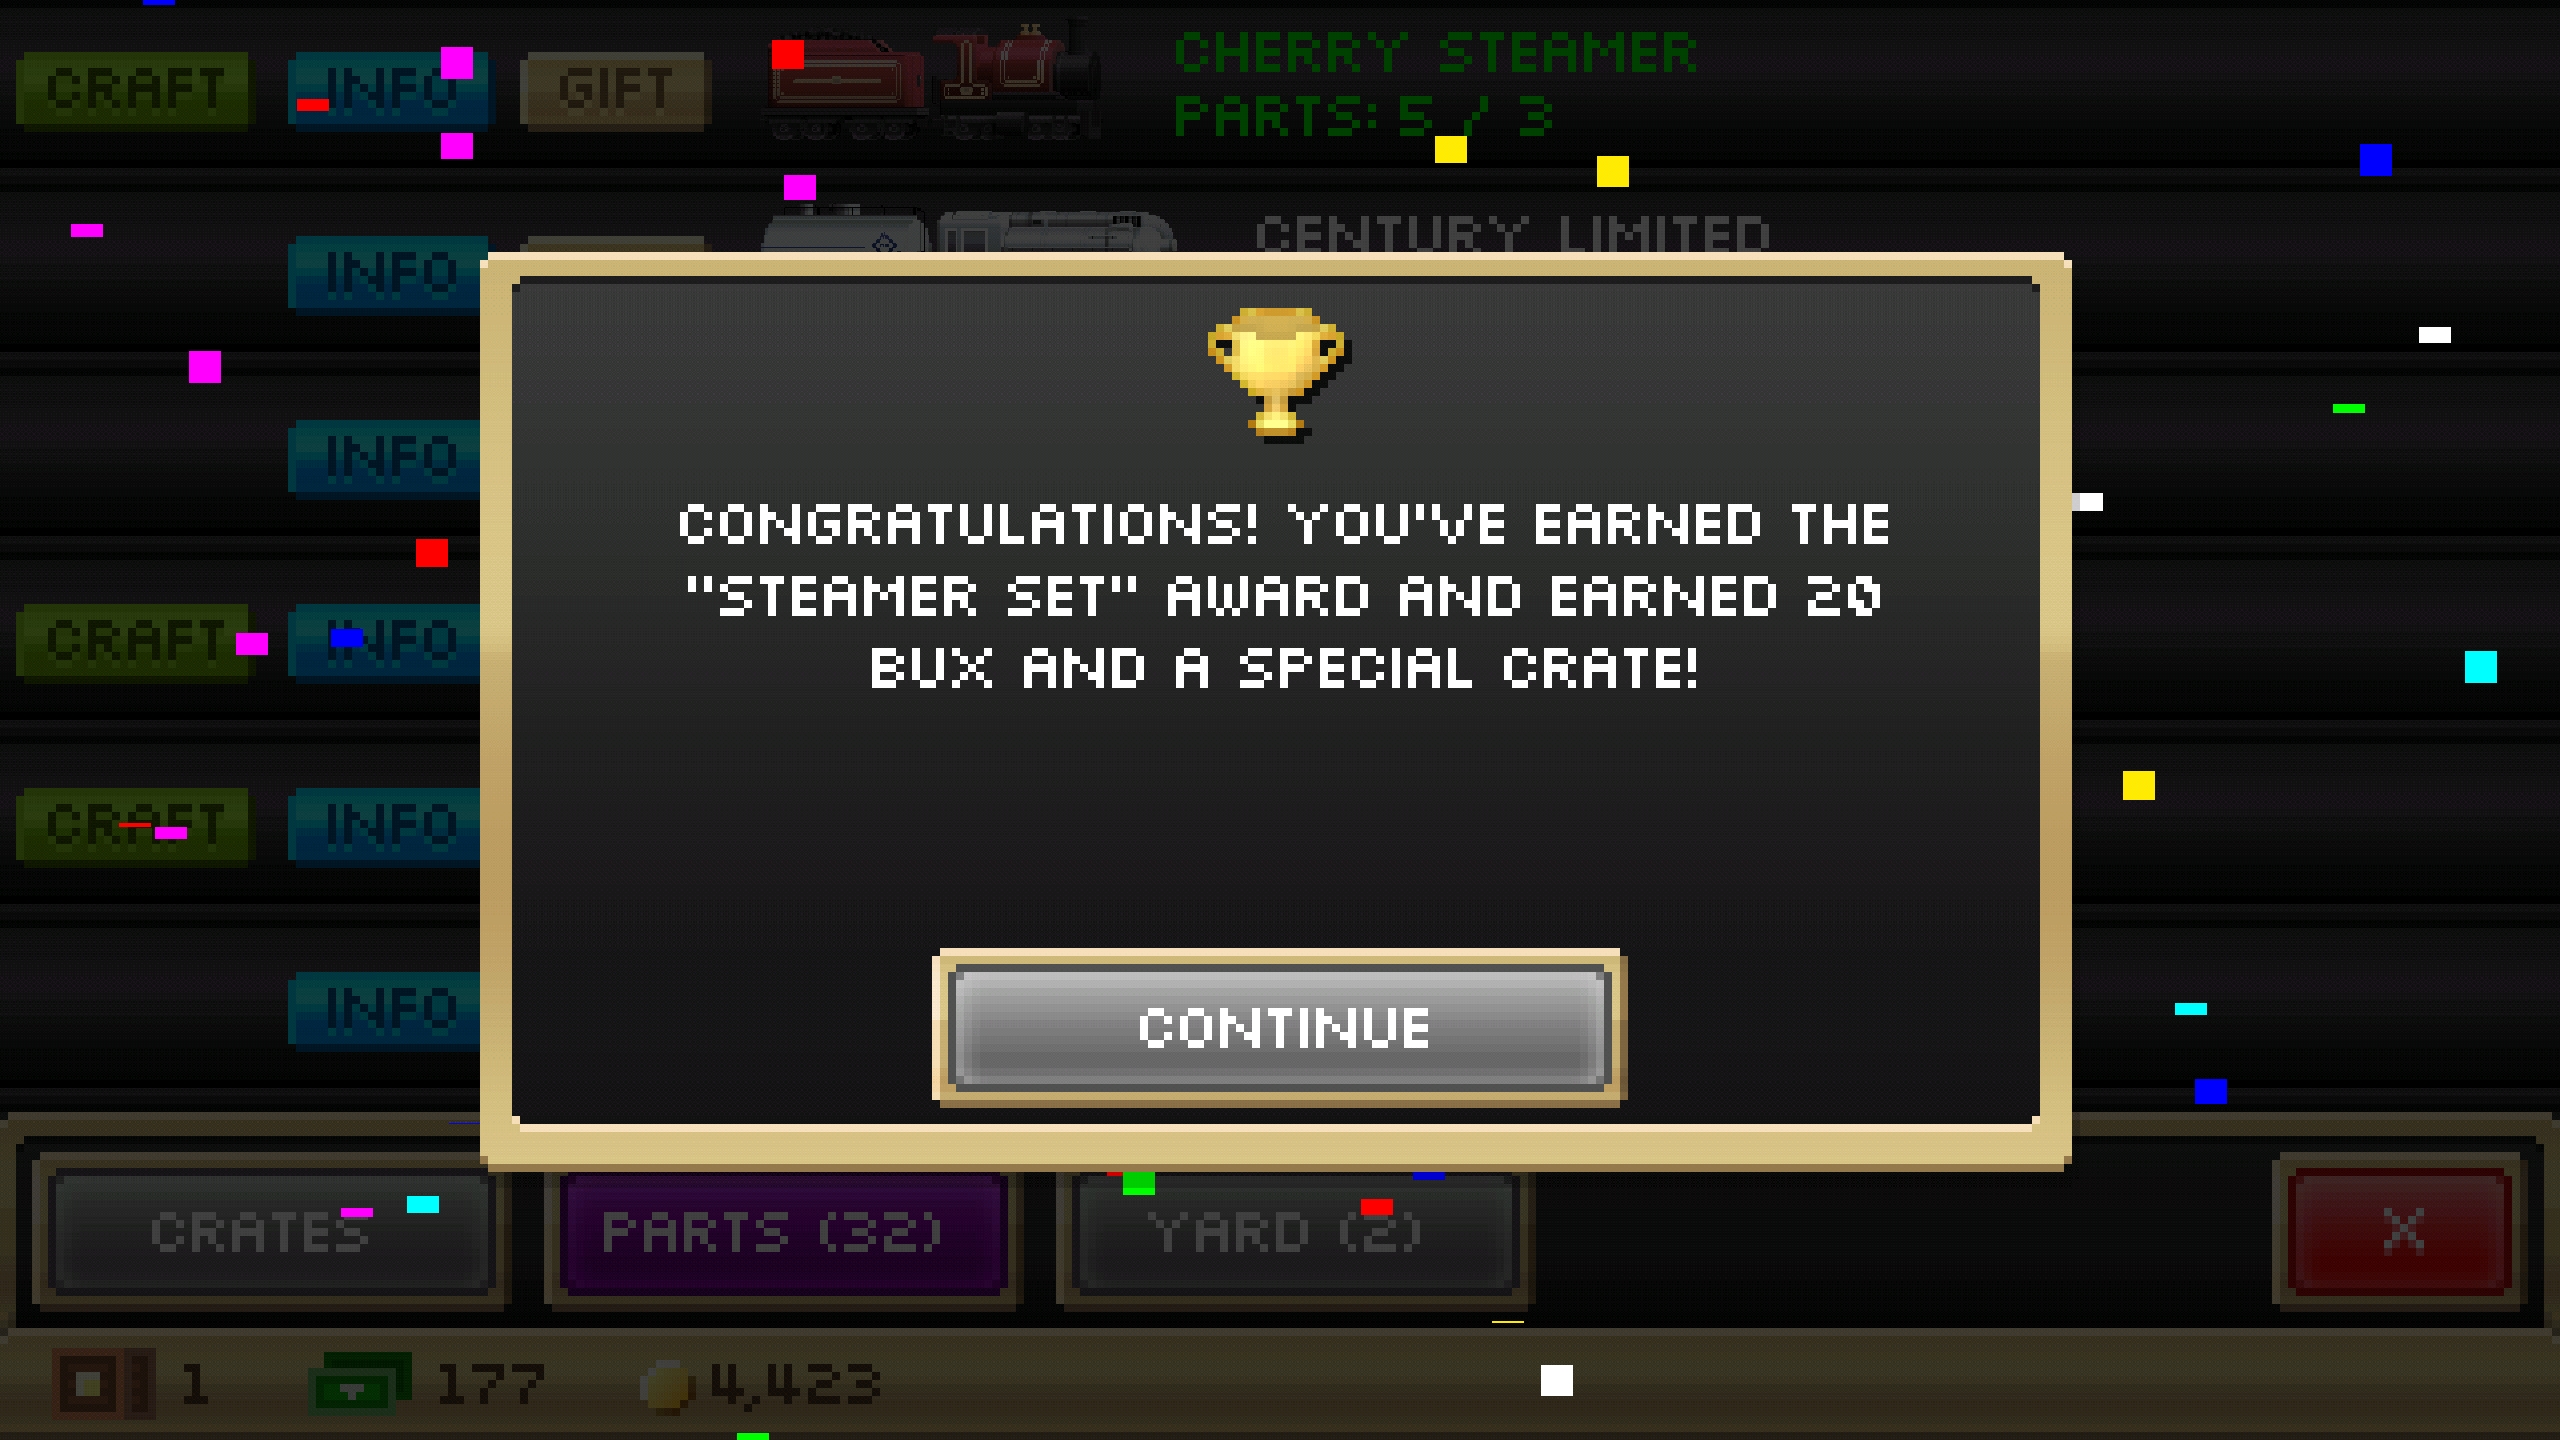 CRAFT INFO GIFT CHERRY STEAMER
PARTS: 5 / 3
INFO CENTURY LIMITED
INFO
CRAFT INFO
CRAFT INFO
INFO
CONGRATULATIONS! YOU'VE EARNED THE
"STEAMER SET" AWARD AND EARNED 20
BUX AND A SPECIAL CRATE!
CONTINUE
CRATES PARTS (32) YARD (2) X
1 177 4,423